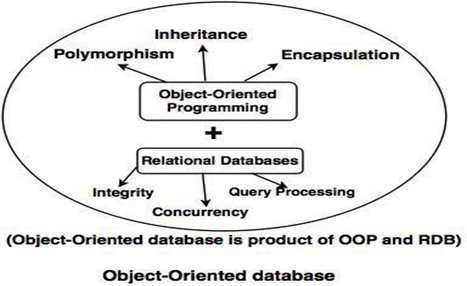 Inheritance
Polymorphism
Encapsulation
Object-Oriented
Programming
+
Relational Databases
Integrity
Query Processing
Concurrency
(Object-Oriented database is product of OOP and RDB)
Object-Oriented database